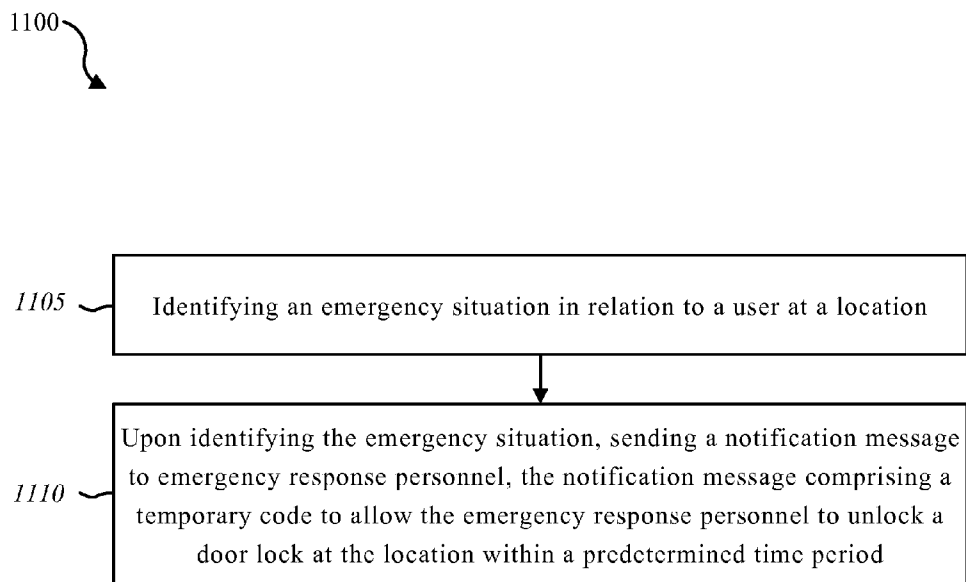 1100
1105
Identifying an emergency situation in relation to a user at a location
Upon identifying the emergency situation, sending a notification message
to emergency response personnel, the notification message comprising a
1110
temporary code to allow the emergency response personnel to unlock a
door lock at the location within a predetermined time period